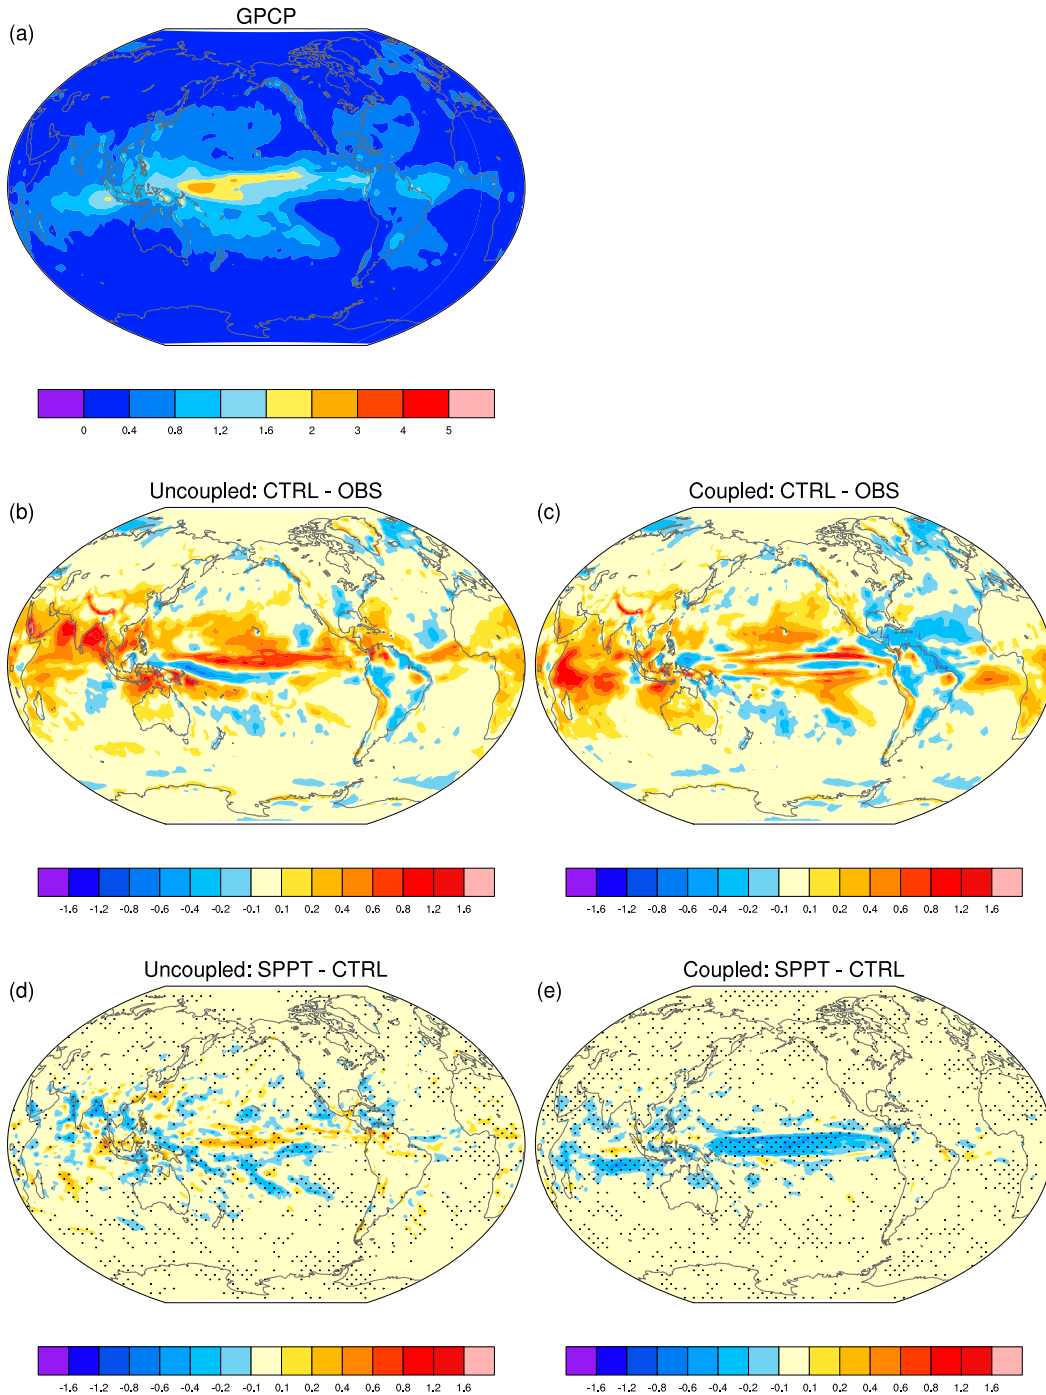 GPCP
(a)
0 0.4 0.8 1.2 1.6 2 3 4 5
Uncoupled: CTRL - OBS
(b)
-1.6 -1.2 -0.8 -0.6 -0.4 -0.2 -0.1 0.1 0.2 0.4 0.6 0.8 1.2 1.6
Coupled: CTRL - OBS
(c)
-1.6 -1.2 -0.8 -0.6 -0.4 -0.2 -0.1 0.1 0.2 0.4 0.6 0.8 1.2 1.6
Uncoupled: SPPT - CTRL
(d)
-1.6 -1.2 -0.8 -0.6 -0.4 -0.2 -0.1 0.1 0.2 0.4 0.6 0.8 1.2 1.6
Coupled: SPPT - CTRL
(e)
-1.6 -1.2 -0.8 -0.6 -0.4 -0.2 -0.1 0.1 0.2 0.4 0.6 0.8 1.2 1.6